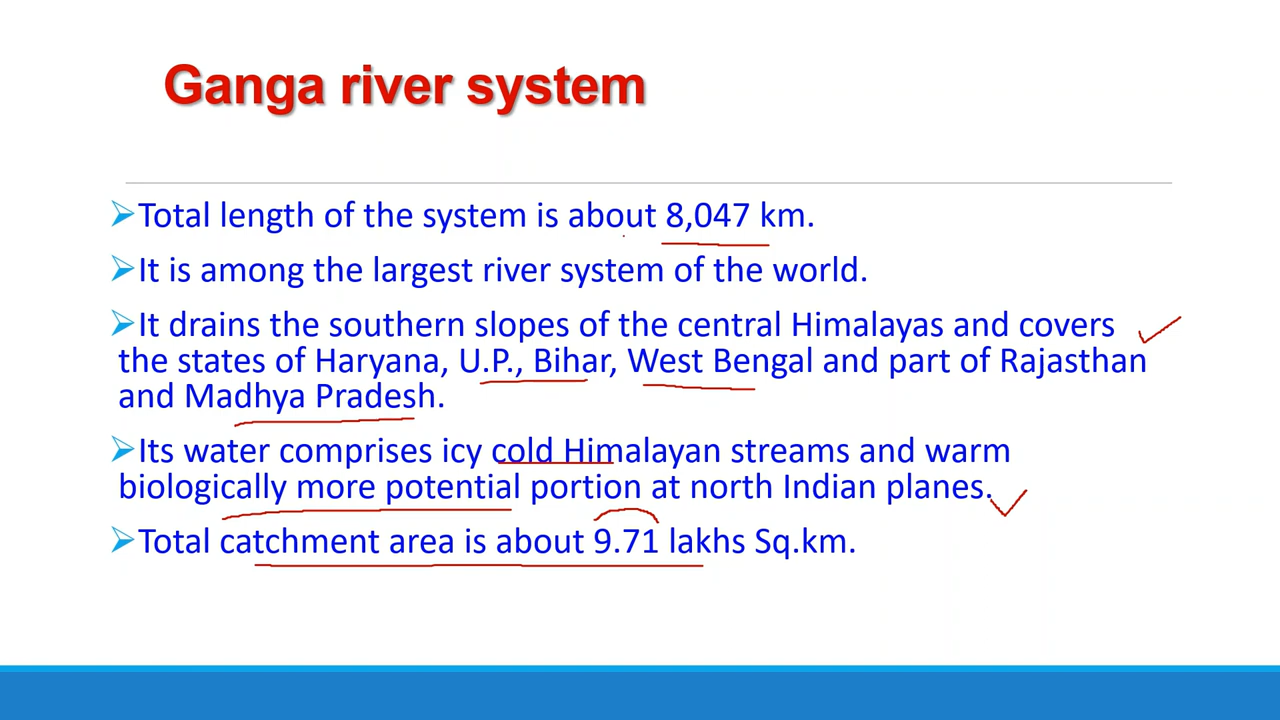 Ganga river system
➢Total length of the system is about 8,047 km.
➢It is among the largest river system of the world.
➢It drains the southern slopes of the central Himalayas and covers
the states of Haryana, U.P., Bihar, West Bengal and part of Rajasthan
and Madhya Pradesh.
➢Its water comprises icy cold Himalayan streams and warm
biologically more potential portion at north Indian planes.
➢Total catchment area is about 9.71 lakhs Sq.km.